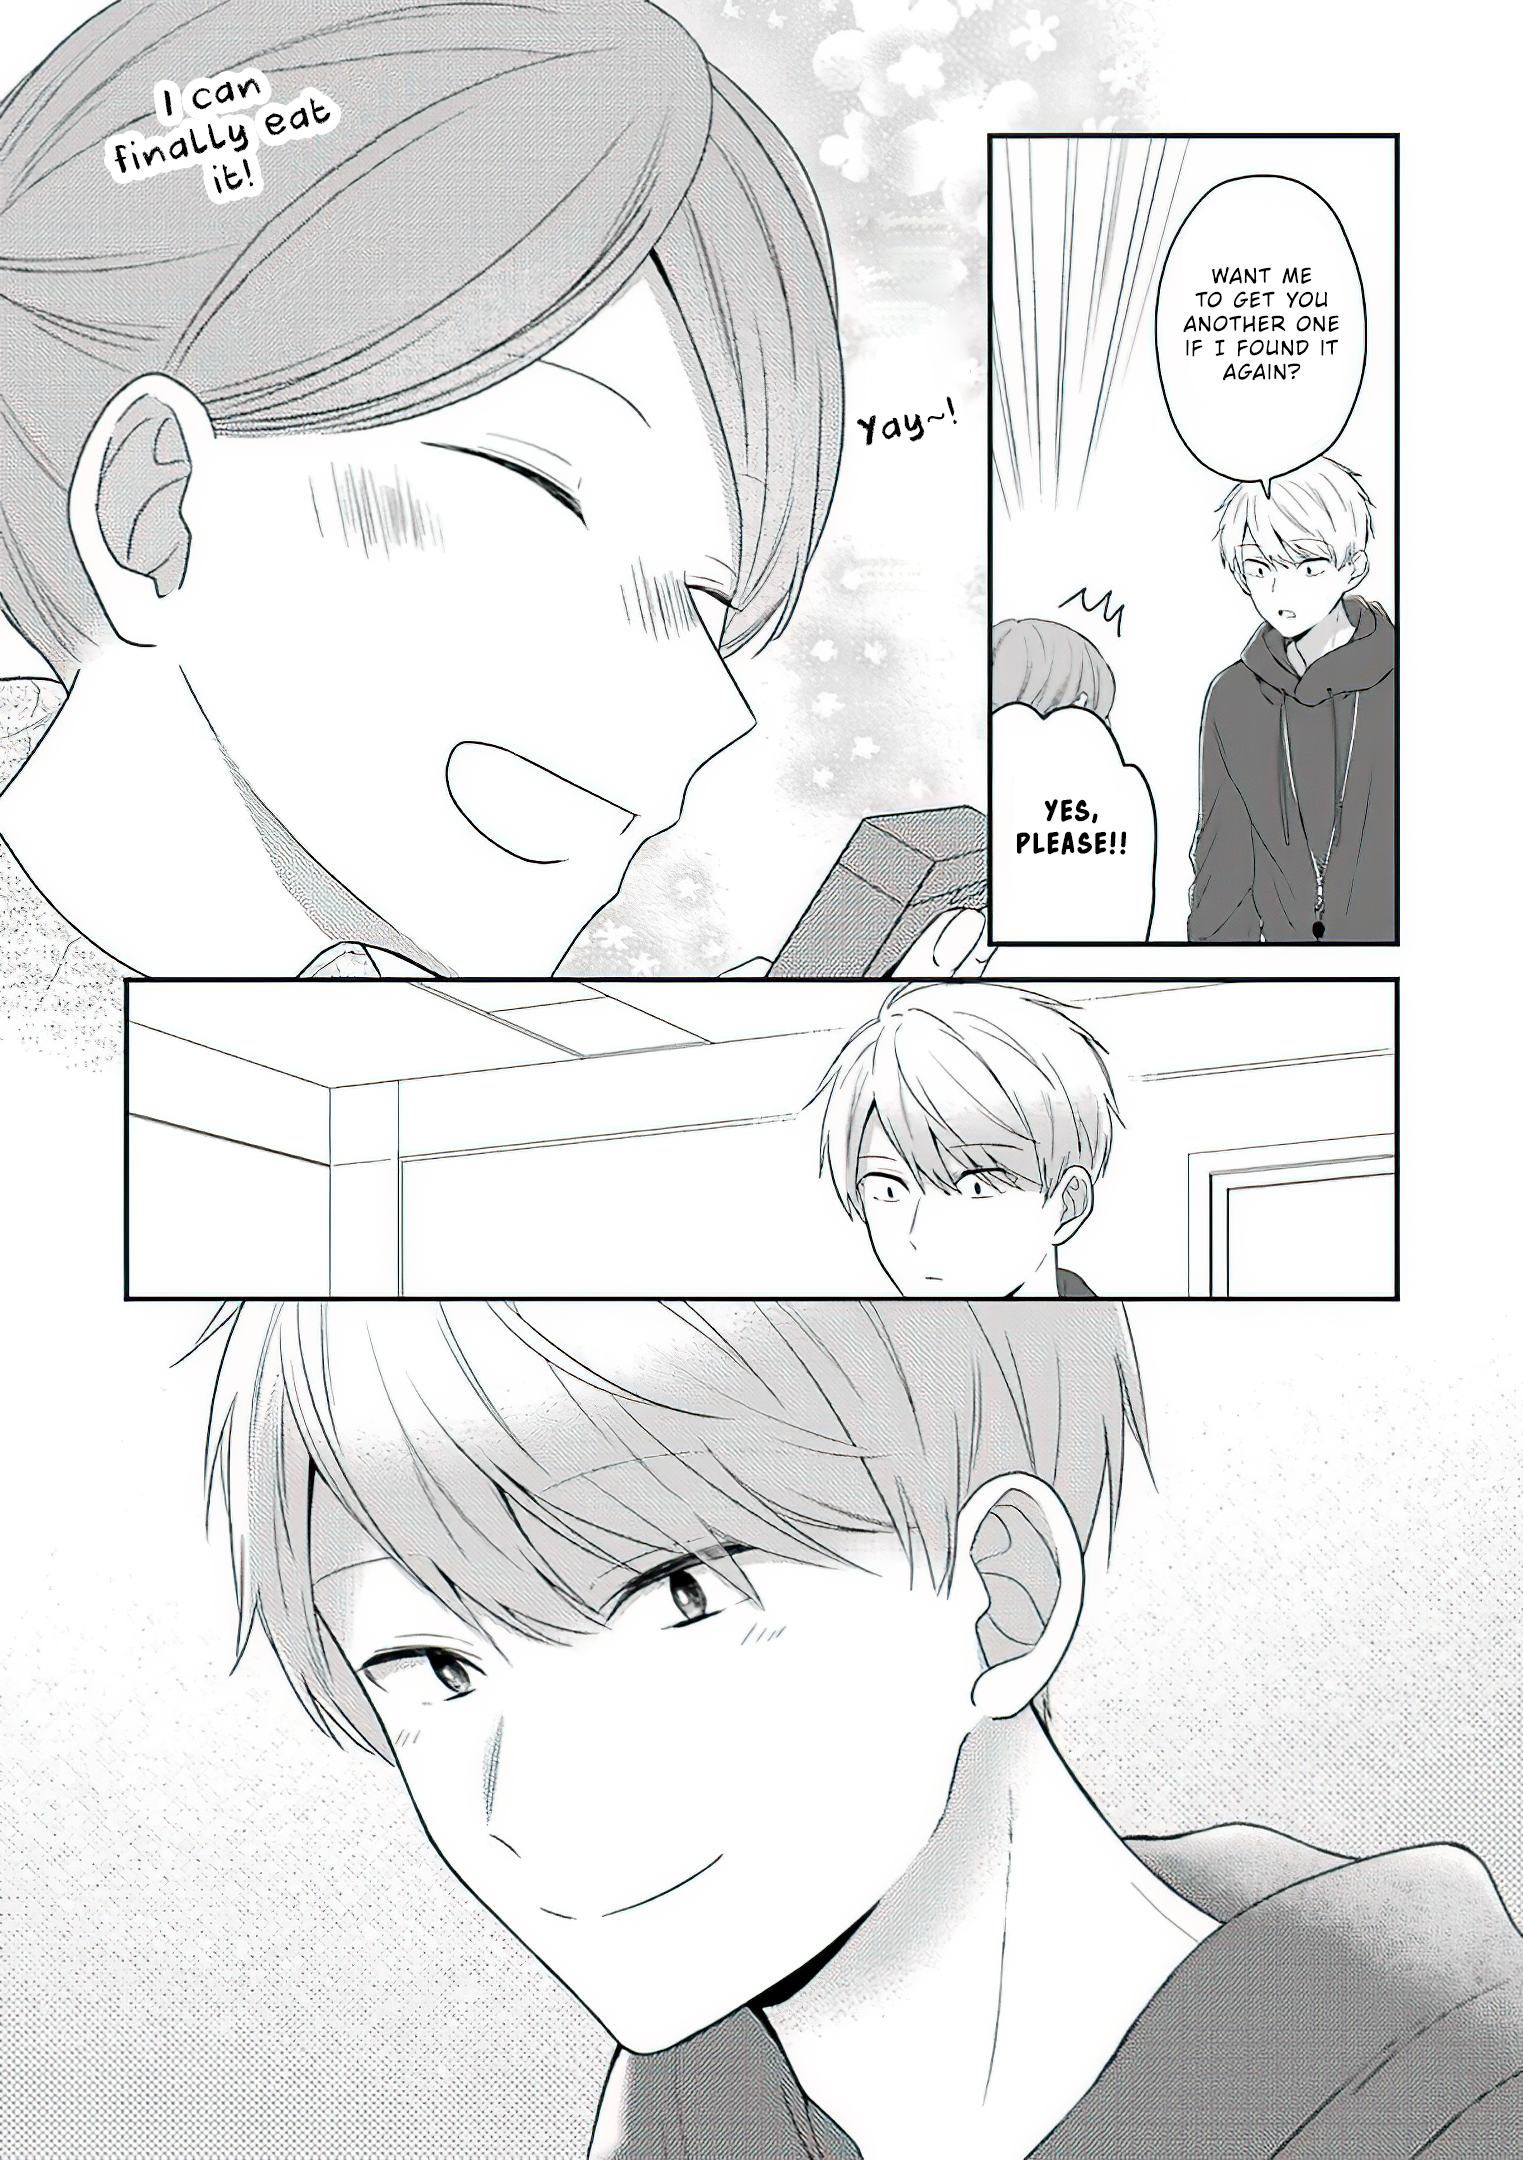 WANT ME
TO GET YOU
ANOTHER ONE
IF I FOUND IT
AGAIN?
YES,
PLEASE!!
I can
finally eat
it!
Yay~!